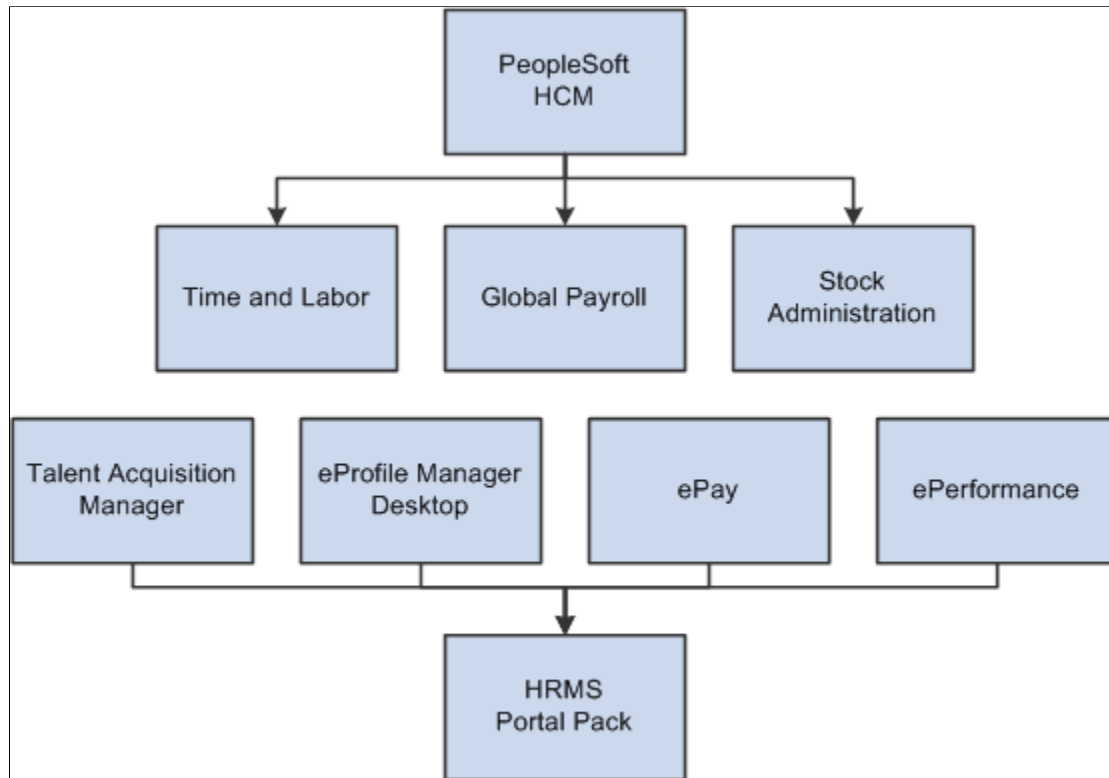 PeopleSoft
HCM
Time and Labor
Global Payroll
Stock
Administration
Talent Acquisition
Manager
eProfile Manager
Desktop
ePay
ePerformance
HRMS
Portal Pack